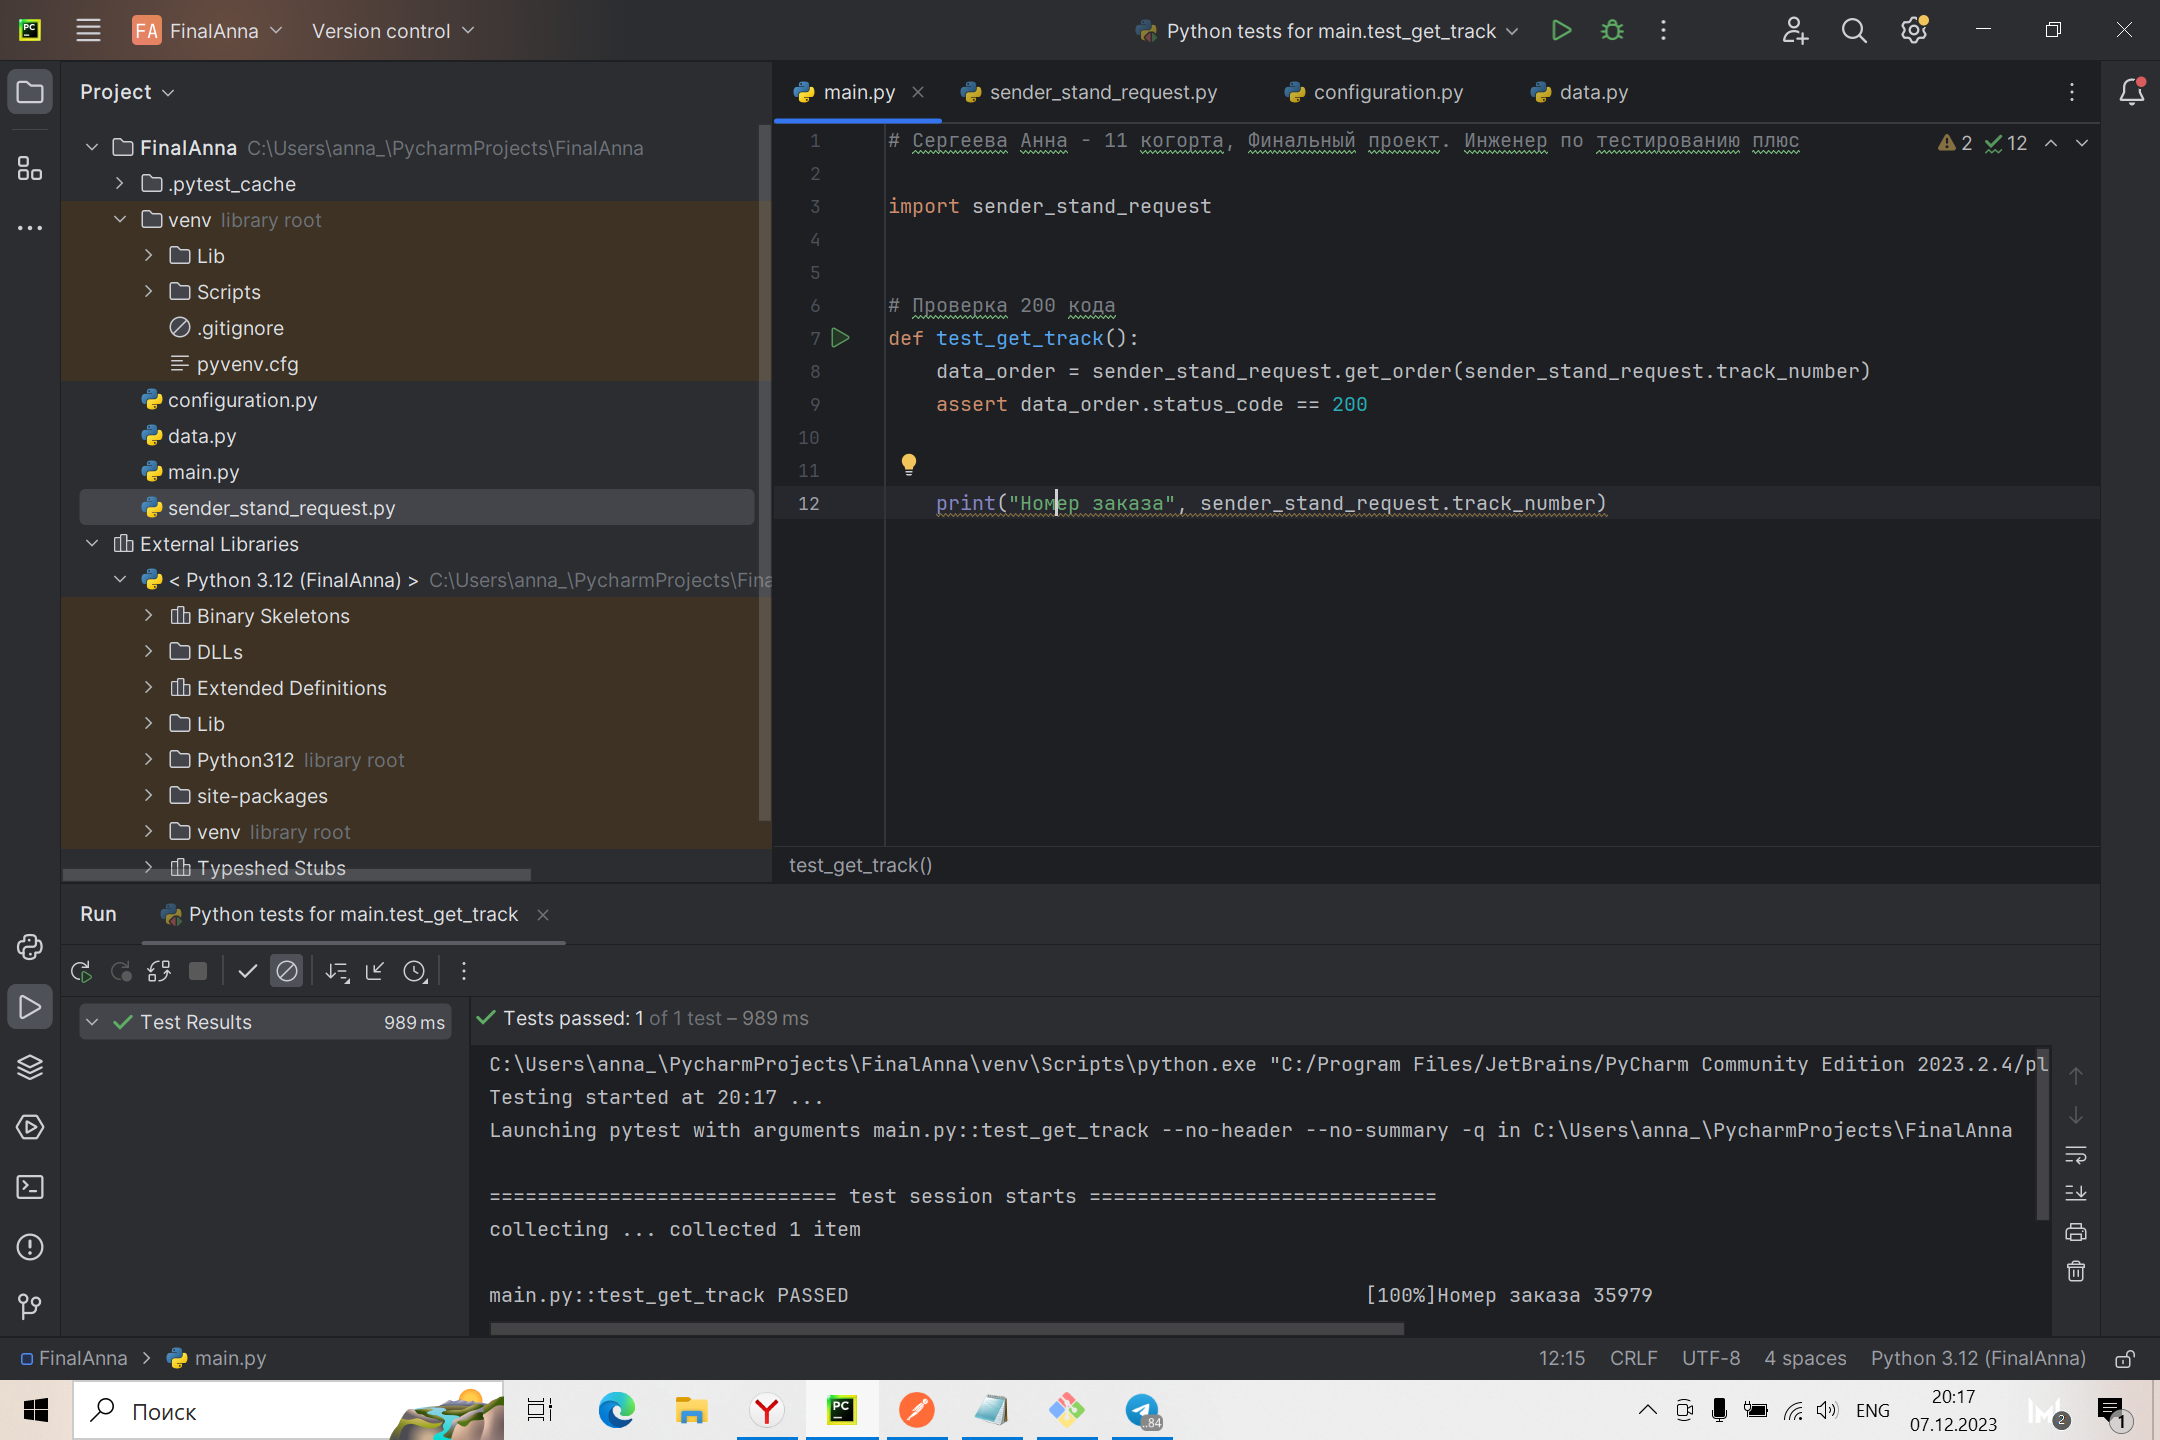 PC FA FinalAnna Version control Python tests for main.test_get_track
Project
FinalAnna C:\Users\anna_\PycharmProjects\FinalAnna
.pytest_cache
venv library root
Lib
Scripts
.gitignore
pyvenv.cfg
configuration.py
data.py
main.py
sender_stand_request.py
External Libraries
< Python 3.12 (FinalAnna) > C:\Users\anna_\PycharmProjects\Fina
Binary Skeletons
DLLs
Extended Definitions
Lib
Python312 library root
site-packages
venv library root
Typeshed Stubs
main.py sender_stand_request.py configuration.py data.py
1 # Сергеева Анна - 11 когорта, Финальный проект. Инженер по тестированию плюс
2 12
2
3 import sender_stand_request
4
5
6 # Проверка 200 кода
7 def test_get_track():
8 data_order = sender_stand_request.get_order(sender_stand_request.track_number)
9 assert data_order.status_code == 200
10
11
12 print("Номер заказа", sender_stand_request.track_number)
test_get_track()
Run Python tests for main.test_get_track
Test Results 989 ms
Tests passed: 1 of 1 test – 989 ms
C:\Users\anna_\PycharmProjects\FinalAnna\venv\Scripts\python.exe "C:/Program Files/JetBrains/PyCharm Community Edition 2023.2.4/pl
Testing started at 20:17 ...
Launching pytest with arguments main.py::test_get_track --no-header --no-summary -q in C:\Users\anna_\PycharmProjects\FinalAnna
============================= test session starts =============================
collecting ... collected 1 item
main.py::test_get_track PASSED [100%]Номер заказа 35979
FinalAnna main.py 12:15 CRLF UTF-8 4 spaces Python 3.12 (FinalAnna)
Поиск
PC
..84
ENG
20:17
07.12.2023
2
1